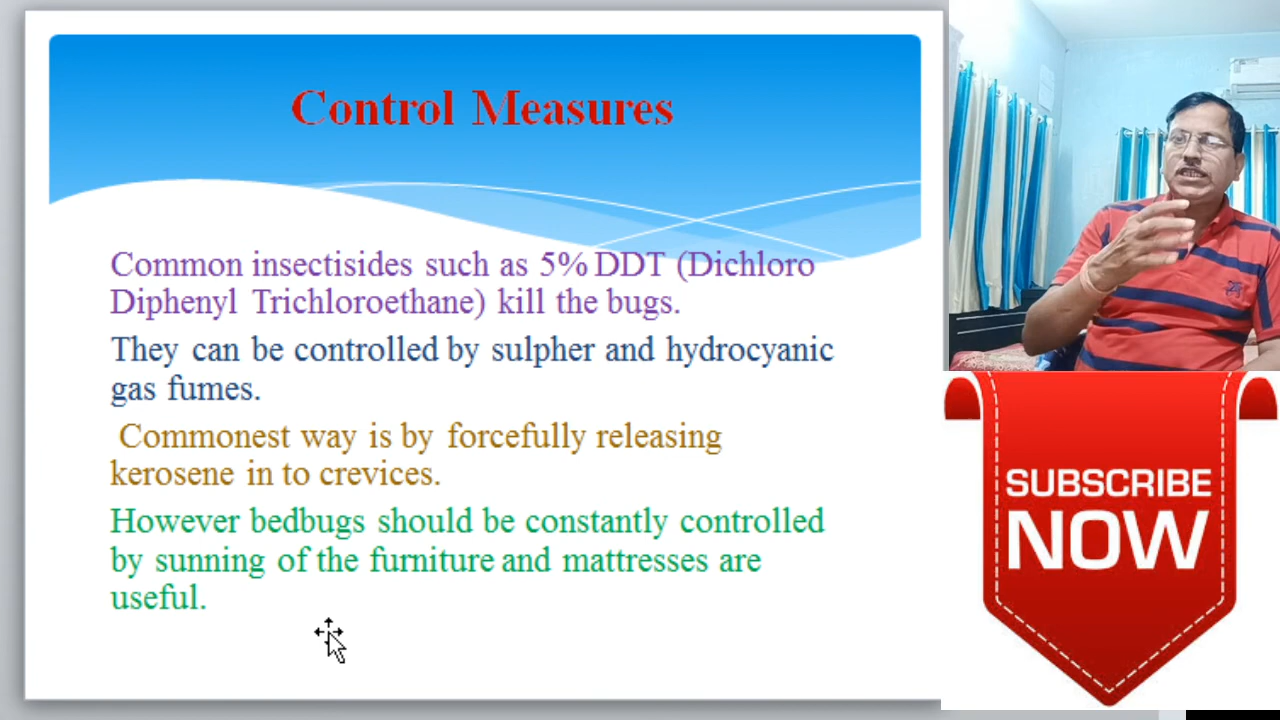 Control Measures
Common insectisides such as 5% DDT (Dichloro
Diphenyl Trichloroethane) kill the bugs.
They can be controlled by sulpher and hydrocyanic
gas fumes.
Commonest way is by forcefully releasing
kerosene in to crevices.
However bedbugs should be constantly controlled
by sunning of the furniture and mattresses are
useful.
SUBSCRIBE
NOW